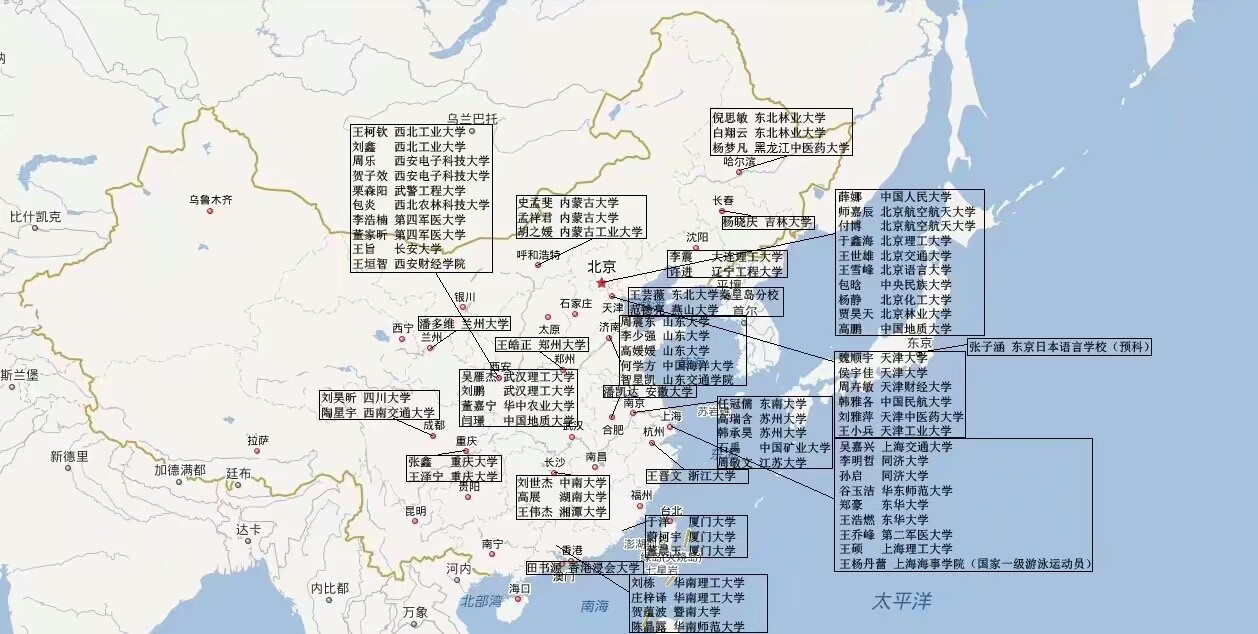 乌兰巴托
王柯钦 西北工业大学
刘鑫 西北工业大学
周乐 西安电子科技大学
贺子效 西安电子科技大学
栗森阳 武警工程大学
包炎 西北农林科技大学
李浩楠 第四军医大学
董家昕 第四军医大学
王旨 长安大学
王垣智 西安财经学院
倪思敏 东北林业大学
白翔云 东北林业大学
杨梦凡 黑龙江中医药大学
哈尔滨
乌鲁木齐
比什凯克
史孟斐 内蒙古大学
孟祥君 内蒙古大学
胡之媛 内蒙古工业大学
呼和浩特
长春
杨晓庆 吉林大学
沈阳
李震 大连理工大学
许进 辽宁工程大学
平壤
薛娜 中国人民大学
师嘉辰 北京航空航天大学
付博 北京航空航天大学
于鑫海 北京理工大学
王世雄 北京交通大学
王雪峰 北京语言大学
包晗 中央民族大学
杨静 北京化工大学
贾昊天 北京林业大学
高鹏 中国地质大学
北京
王芸薇 东北大学秦皇岛分校
范德亮 燕山大学
天津
首尔
银川
石家庄
太原
济南
西宁
兰州
潘多维 兰州大学
王皓正 郑州大学
郑州
周震东 山东大学
李少强 山东大学
高媛媛 山东大学
何学方 中国海洋大学
智星凯 山东交通学院
东京
张子涵 东京日本语言学校（预科）
魏顺宇 天津大学
侯宇佳 天津大学
周卉敏 天津财经大学
韩雅各 中国民航大学
刘雅萍 天津中医药大学
王小兵 天津工业大学
西安
吴雁杰 武汉理工大学
刘鹏 武汉理工大学
董嘉宁 华中农业大学
闫璟 中国地质大学
武汉
潘凯达 安徽大学
南京
合肥
上海
杭州
苏岩礁
任冠儒 东南大学
高瑞含 苏州大学
韩承昊 苏州大学
石禹 中国矿业大学
周敬文 江苏大学
刘昊昕 四川大学
陶星宇 西南交通大学
成都
重庆
张鑫 重庆大学
王泽宁 重庆大学
贵阳
拉萨
新德里
加德满都
廷布
斯兰堡
吴嘉兴 上海交通大学
李明哲 同济大学
孙启 同济大学
谷玉洁 华东师范大学
郑豪 东华大学
王浩燃 东华大学
王乔峰 第二军医大学
王硕 上海理工大学
王杨丹蕾 上海海事学院（国家一级游泳运动员）
王晋文 浙江大学
长沙
南昌
刘世杰 中南大学
高展 湖南大学
王伟杰 湘潭大学
福州
台北
昆明
达卡
于洋 厦门大学
蔚柯宇 厦门大学
董晨玉 厦门大学
南宁
河内
香港
田书源 香港浸会大学
澳门
七星岩
海口
刘栋 华南理工大学
庄梓译 华南理工大学
贺蕴波 暨南大学
陈晶露 华南师范大学
内比都
万象
北部湾
南海
太平洋